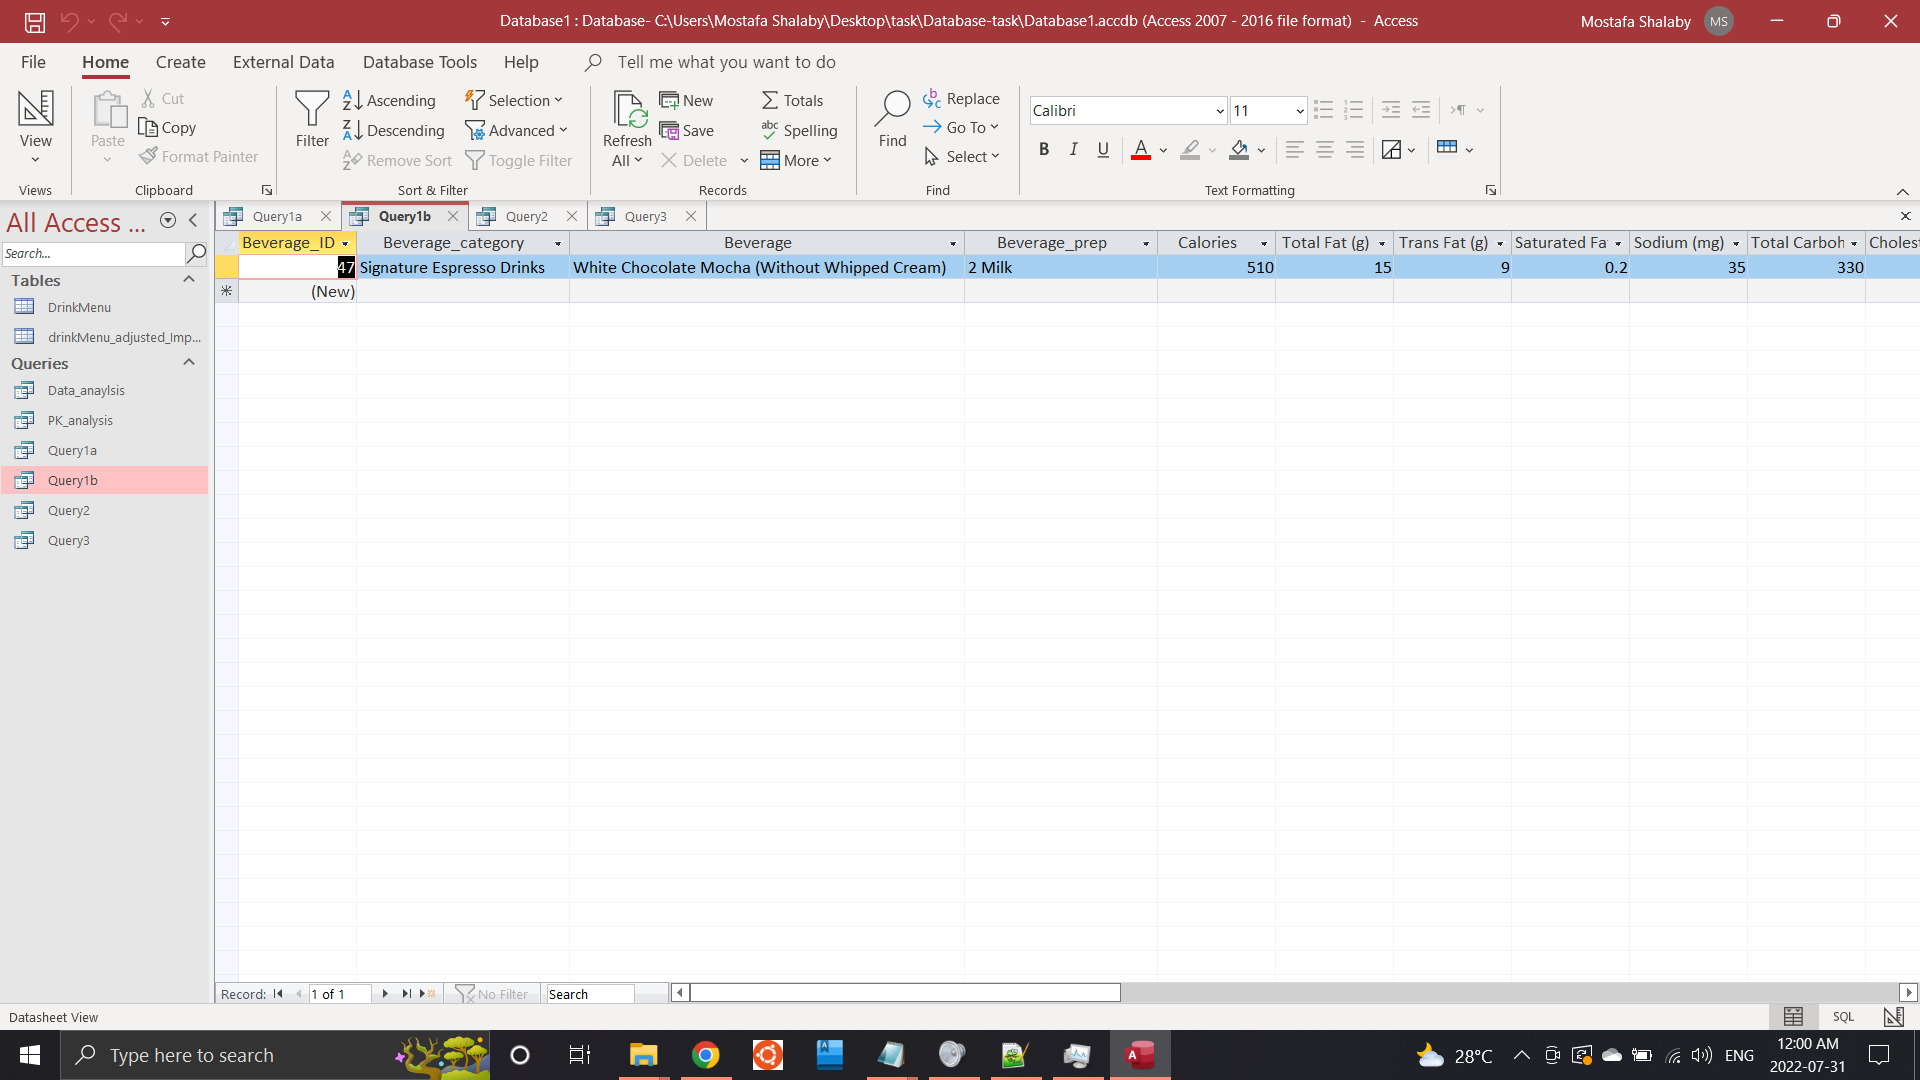 Database1 : Database- C:\Users\Mostafa Shalaby\Desktop\task\Database-task\Database1.accdb (Access 2007 - 2016 file format) - Access
Mostafa Shalaby MS
File Home Create External Data Database Tools Help Tell me what you want to do
View
Views
Paste
Cut
Copy
Format Painter
Clipboard
Filter
Ascending
Descending
Remove Sort
Selection
Advanced
Toggle Filter
Sort & Filter
Refresh
All
New
Save
Delete
Totals
Spelling
More
Records
Find
Replace
Go To
Select
Find
Calibri 11
B I U A
Text Formatting
All Access ...
Search...
Tables
DrinkMenu
drinkMenu_adjusted_Imp...
Queries
Data_anaylsis
PK_analysis
Query1a
Query1b
Query2
Query3
Query1a Query1b Query2 Query3
Beverage_ID Beverage_category Beverage Beverage_prep Calories Total Fat (g) Trans Fat (g) Saturated Fa Sodium (mg) Total Carboh Cholest
47 Signature Espresso Drinks White Chocolate Mocha (Without Whipped Cream) 2 Milk 510 15 9 0.2 35 330
(New)
Record: 1 of 1 No Filter Search
Datasheet View
SQL
Type here to search
28°C
ENG
12:00 AM
2022-07-31